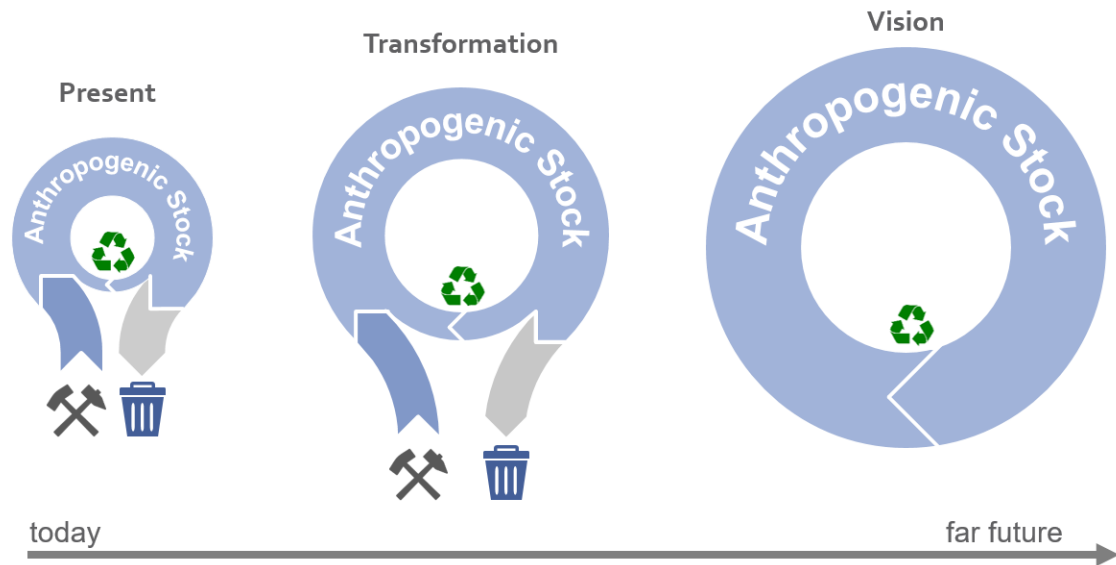 Present
Transformation
Vision
Anthropogenic Stock
Anthropogenic Stock
Anthropogenic Stock
today
far future